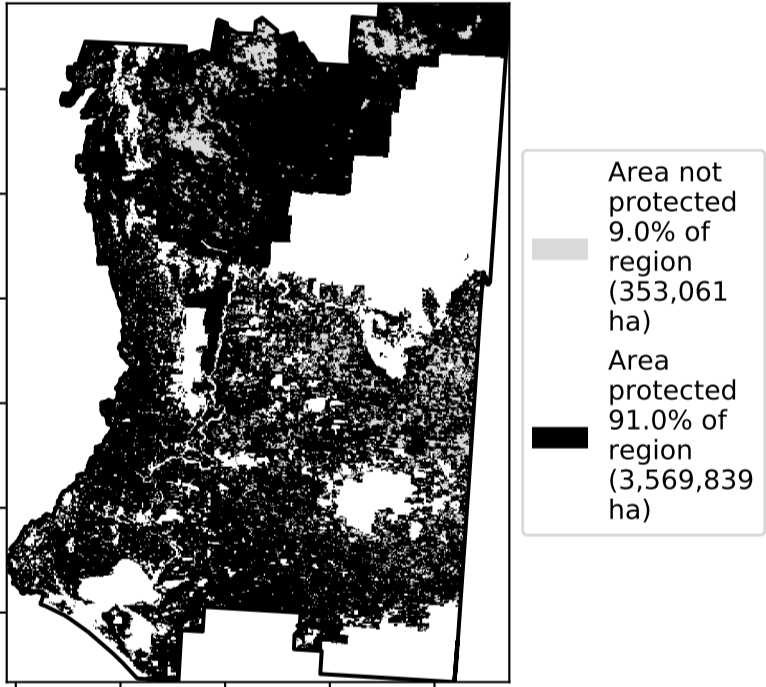 Area not
protected
9.0% of
region
(353,061
ha)
Area
protected
91.0% of
region
(3,569,839
ha)